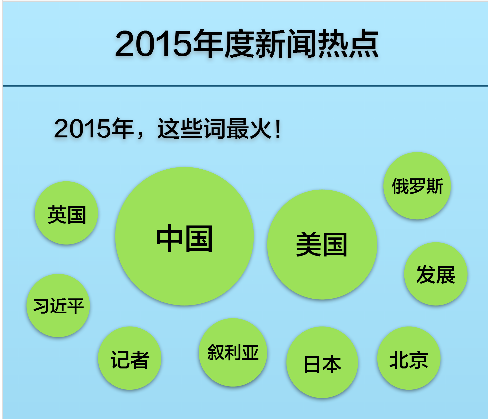 2015年度新闻热点
2015年，这些词最火！
俄罗斯
英国
中国
美国
发展
习近平
记者
叙利亚
日本
北京